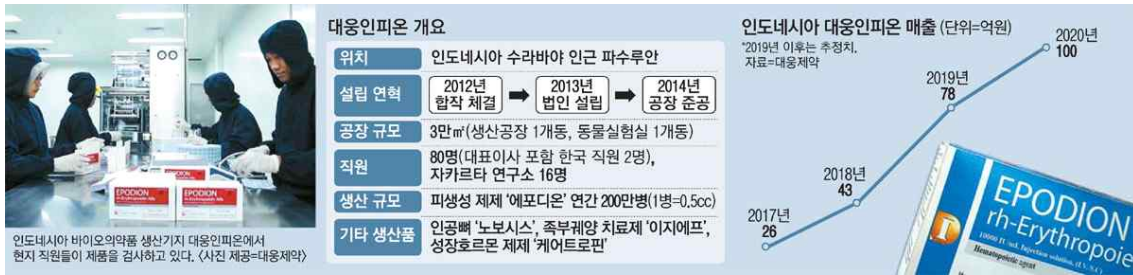 EPODION
r-Erythropoietin
인도네시아 바이오의약품 생산기지 대웅인피온에서
현지 직원들이 제품을 검사하고 있다. 〈사진 제공=대웅제약〉
대웅인피온 개요
위치 인도네시아 수라바야 인근 파수루안
설립 연혁 2012년 합작 체결 → 2013년 법인 설립 → 2014년 공장 준공
공장 규모 3만㎡(생산공장 1개동, 동물실험실 1개동)
직원 80명(대표이사 포함 한국 직원 2명),
자카르타 연구소 16명
생산 규모 피생성 제제 '에포디온' 연간 200만병(1병=0.5cc)
기타 생산품 인공뼈 '노보시스', 족부궤양 치료제 '이지에프',
성장호르몬 제제 '케어트로핀'
인도네시아 대웅인피온 매출 (단위=억원)
*2019년 이후는 추정치.
자료=대웅제약
2017년
26
2018년
43
2019년
78
2020년
100
EPODION
rh-Erythropoie
10000 IU/mL Injection solution, (I.V, S.C)
Hematopoietic agent